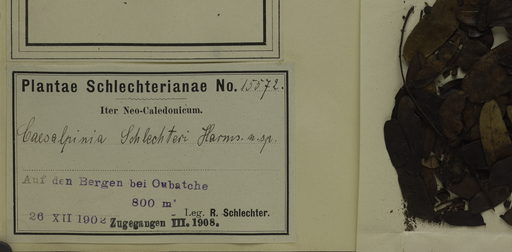 Plantae Schlechterianae No. 15572.
Iter Neo-Caledonicum.
Caesalpinia Schlechteri Harms. n. sp.
Auf den Bergen bei Oubatche
800 m
26 XII 1902 Leg. R. Schlechter.
Zugegangen III. 1908.